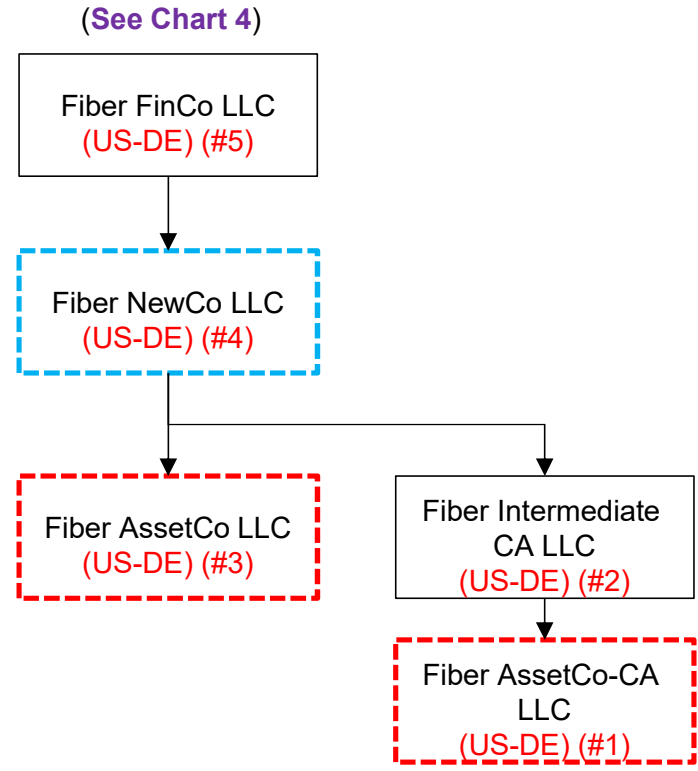 (See Chart 4)
Fiber FinCo LLC
(US-DE) (#5)
Fiber NewCo LLC
(US-DE) (#4)
Fiber AssetCo LLC
(US-DE) (#3)
Fiber Intermediate
CA LLC
(US-DE) (#2)
Fiber AssetCo-CA
LLC
(US-DE) (#1)